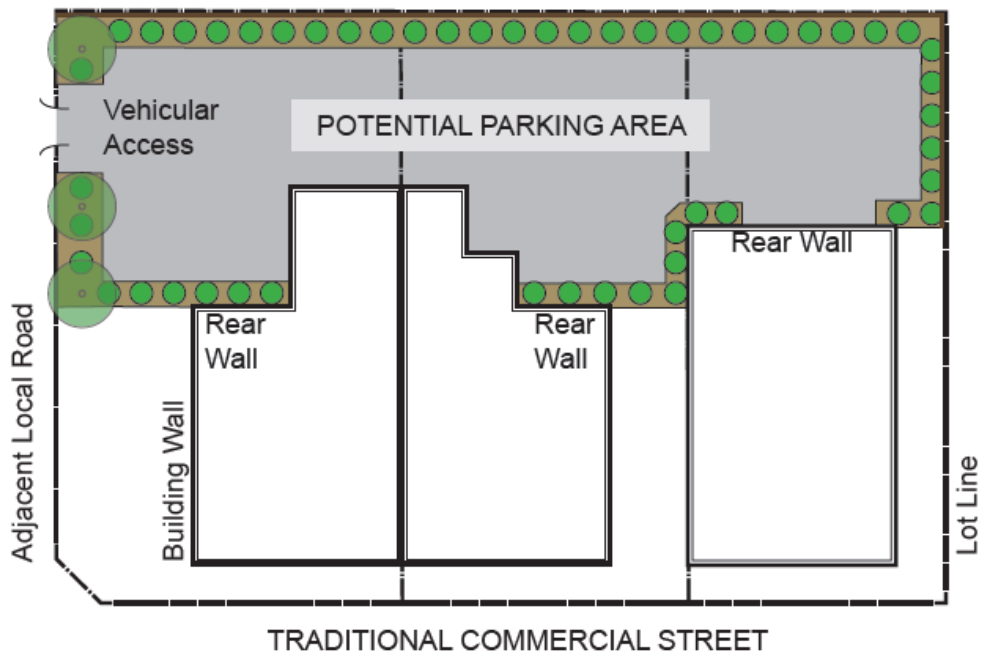 Vehicular
Access
POTENTIAL PARKING AREA
Rear Wall
Rear
Wall
Rear
Wall
Adjacent Local Road
Building Wall
Lot Line
TRADITIONAL COMMERCIAL STREET